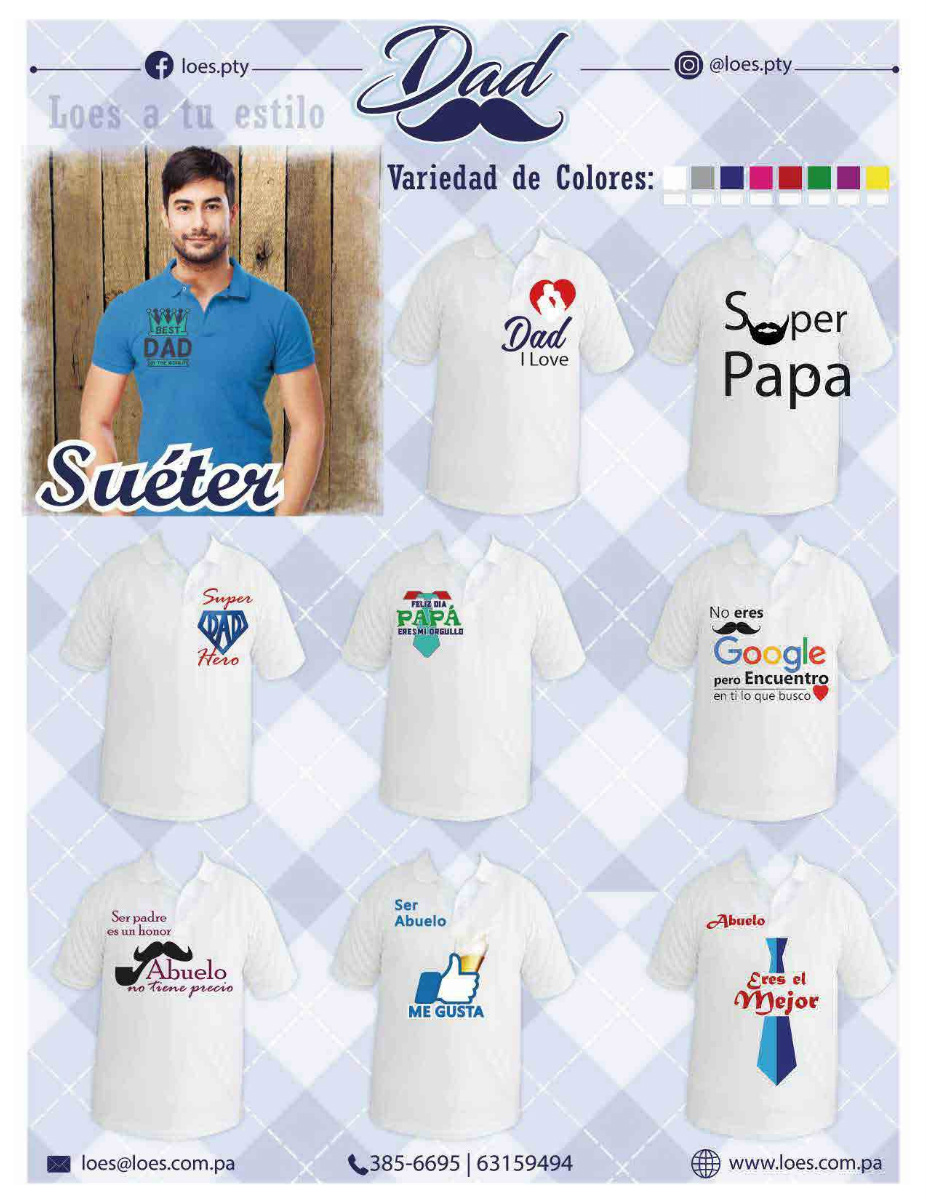 loes.pty
Dad
@loes.pty
Loes a tu estilo
Variedad de Colores:
BEST
DAD
Suéter
Dad
I Love
Super
Papa
Super
DAD
Hero
FELIZ DIA
PAPÁ
ERES MI ORGULLO
No eres
Google
pero Encuentro
en ti lo que busco
Ser padre
es un honor
Abuelo
no tiene precio
Ser
Abuelo
ME GUSTA
Abuelo
Eres el
Mejor
loes@loes.com.pa
385-6695 | 63159494
www.loes.com.pa